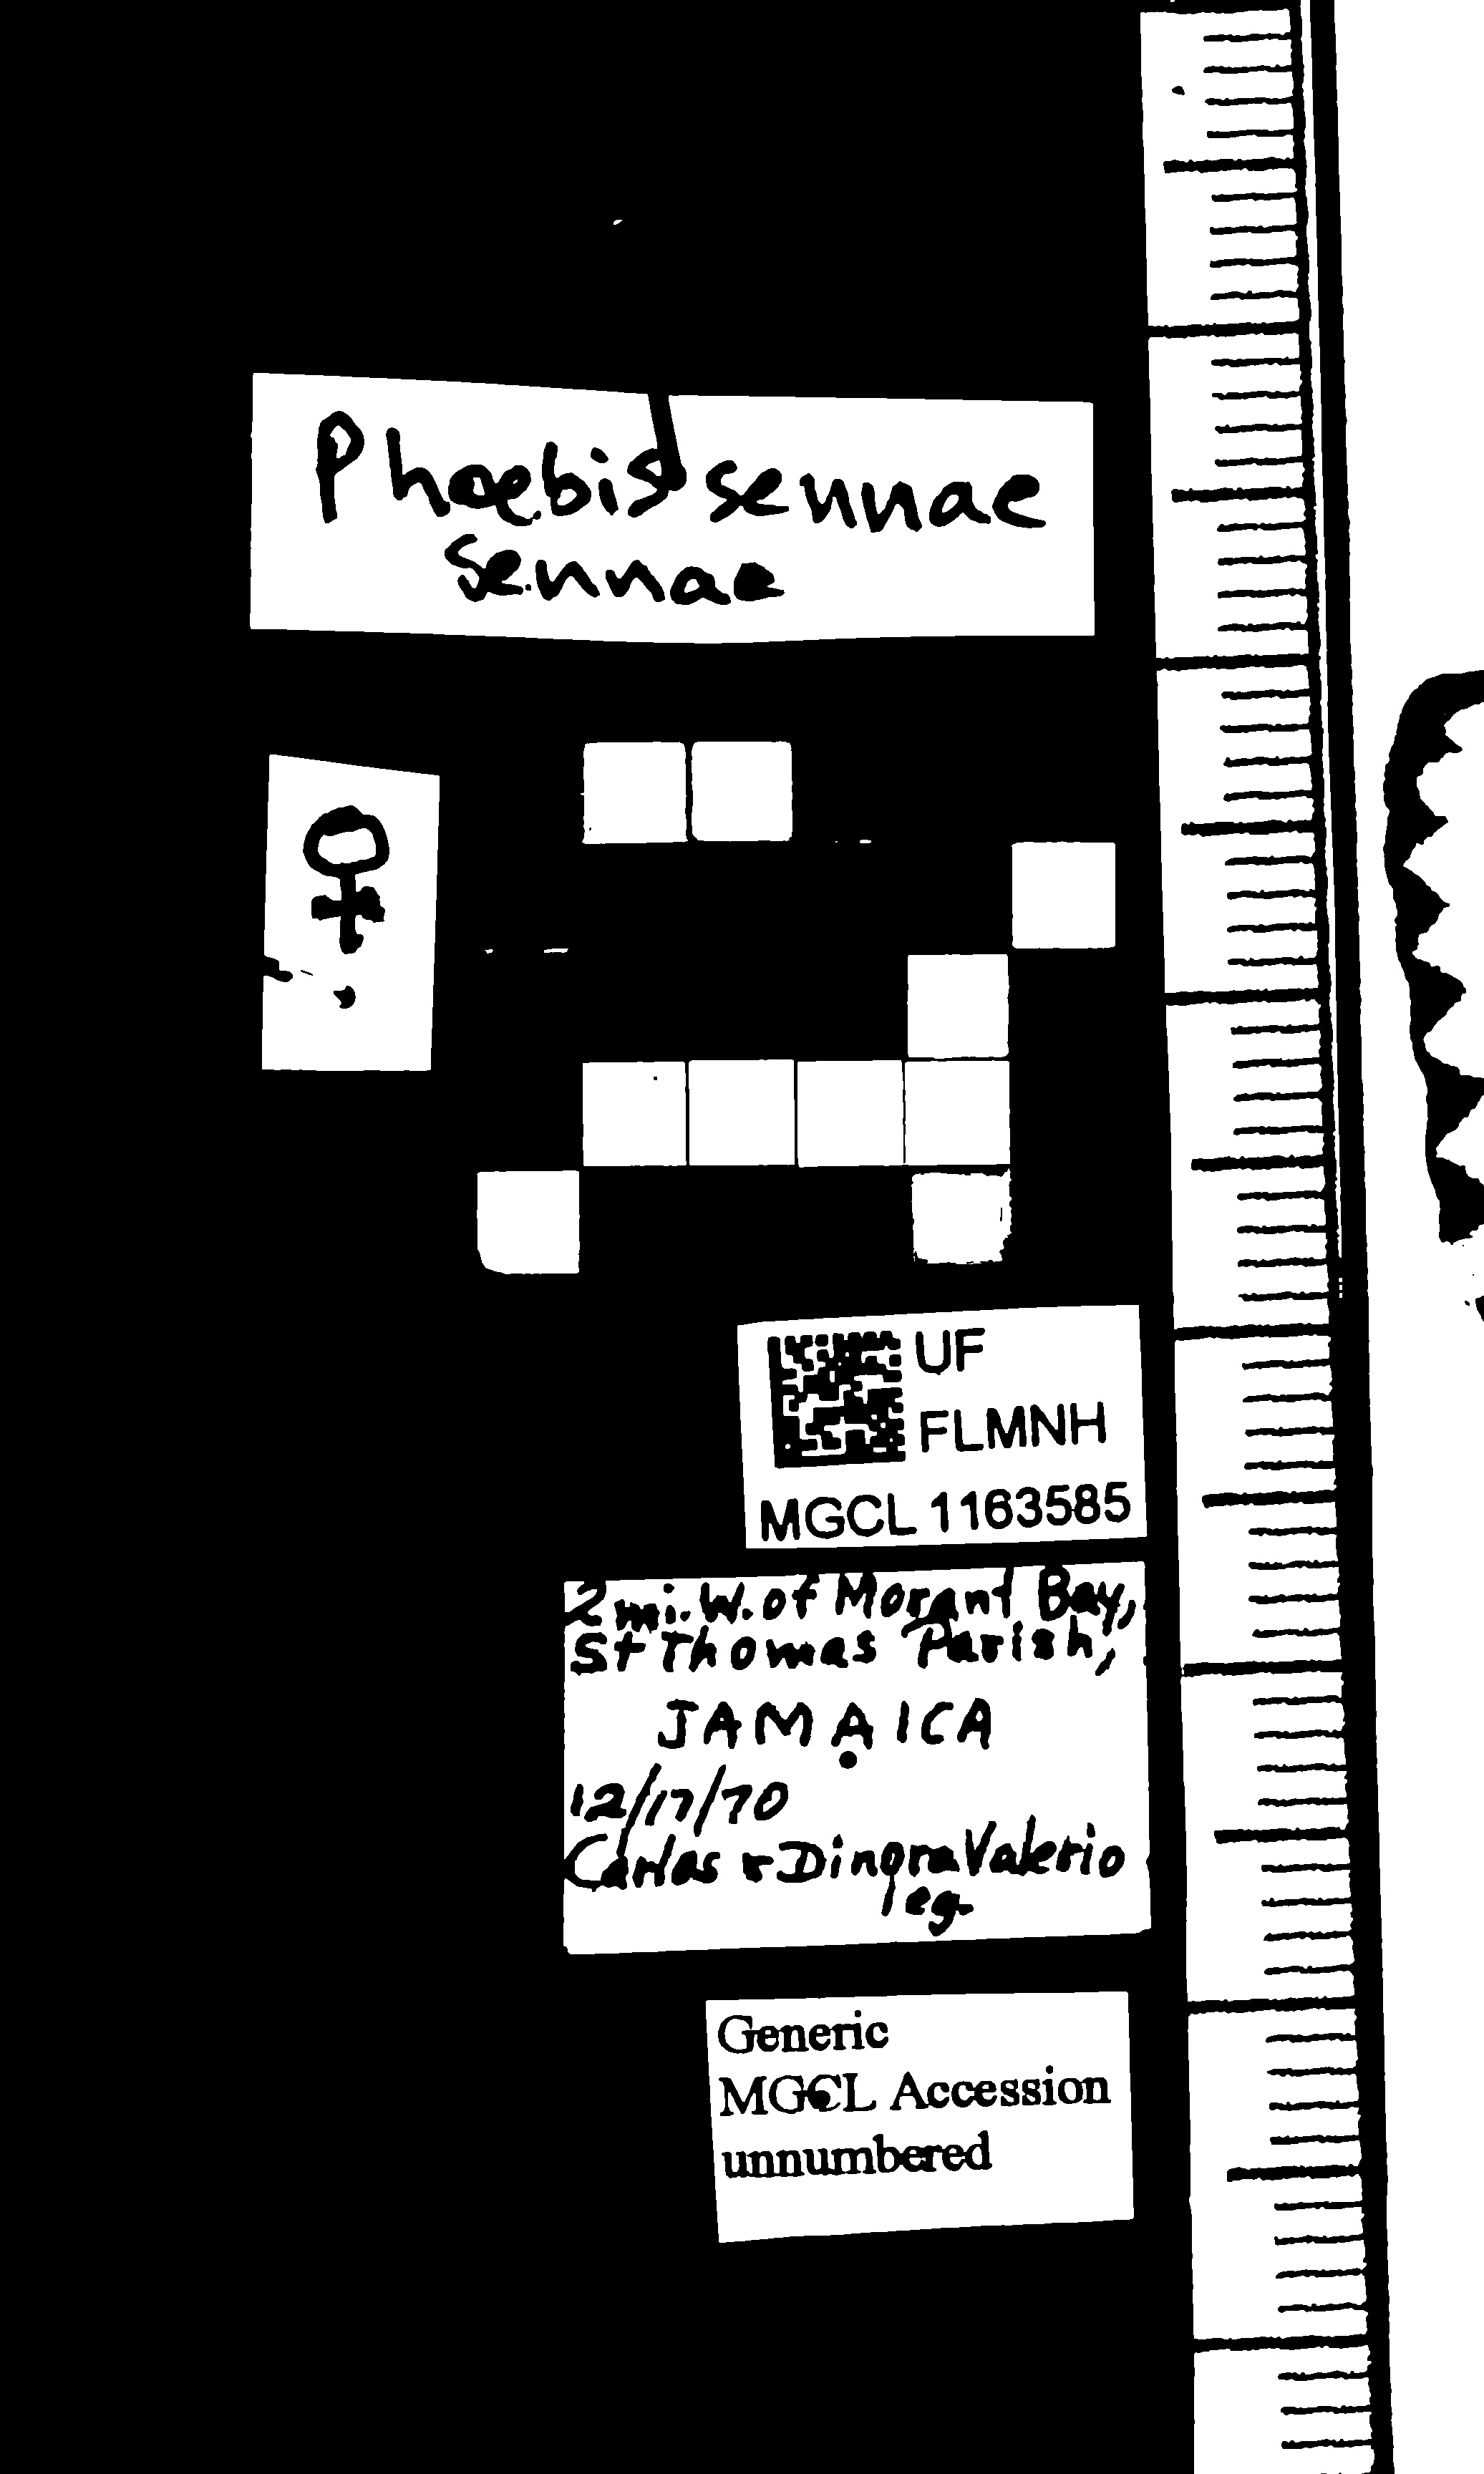 Phoebis sennae
sennae
♀
UF
FLMNH
MGCL 1163585
2 mi. W. of Morant Bay,
St Thomas Parish,
JAMAICA
12/17/70
Carlos & Dinora Valerio
leg.
Generic
MGCL Accession
unnumbered